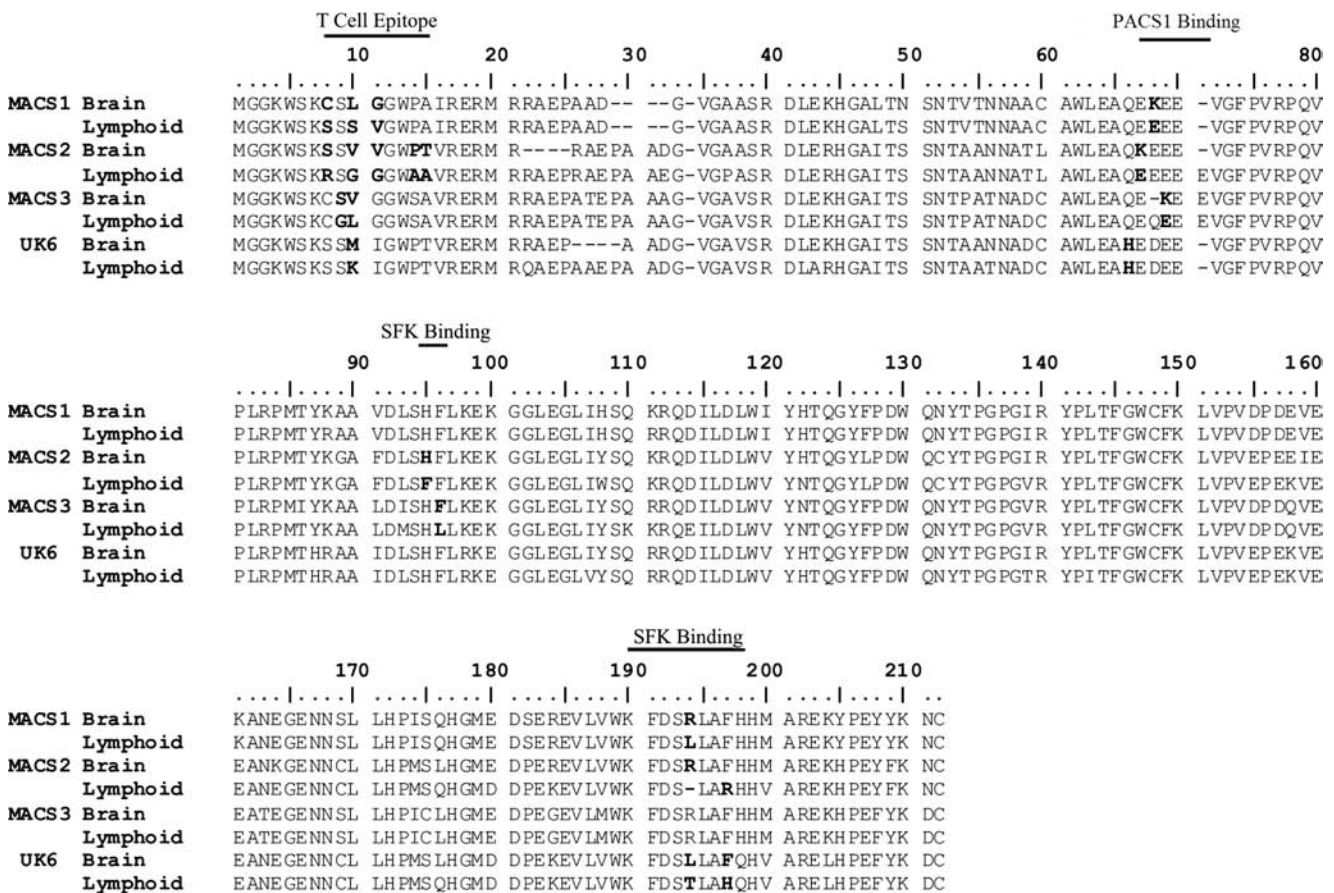 T Cell Epitope PACS1 Binding
10 20 30 40 50 60 70 80
MACS1 Brain MGGKWSKCSL GGWPAIRERM RRAEPAAD-- --G-VGAASR DLEKHGALTN SNTVTNNAAC AWLEAQEKEE -VGFPVRPQV
Lymphoid MGGKWSKSSS VGWPAIRERM RRAEPAAD-- --G-VGAASR DLEKHGALTN SNTVTNNAAC AWLEAQEEEE -VGFPVRPQV
MACS2 Brain MGGKWSKSSV VGWPTVRERM R----RAEPA ADG-VGAASR DLEKHGAITS SNTAANNATL AWLEAQKEEE -VGFPVRPQV
Lymphoid MGGKWSKRSG GGWAAVRERM RRAEPRAEPA AEG-VGPASR DLEKHGAITS SNTAANNATL AWLEAQEEEE -VGFPVRPQV
MACS3 Brain MGGKWSKCSV GGWSAVRERM RRAEPATEPA AAG-VGAVSR DLEKHGAITS SNTPATNADC AWLEAQE-KE EVGFPVRPQV
Lymphoid MGGKWSKCGL GGWSAVRERM RRAEPATEPA AAG-VGAVSR DLEKHGAITS SNTPATNADC AWLEAQEQEE EVGFPVRPQV
UK6 Brain MGGKWSKSSM IGWPTVRERM RRAEP----A ADG-VGAVSR DLEKHGAITS SNTAANNADC AWLEAHEDEE -VGFPVRPQV
Lymphoid MGGKWSKSSK IGWPTVRERM RQAEPAAEPA ADG-VGAVSR DLARHGAITS SNTAATNADC AWLEAHEDEE -VGFPVRPQV
SFK Binding
90 100 110 120 130 140 150 160
MACS1 Brain PLRPMTYKAA VDLSHFLKEK GGLEGLIHSQ KRQDILDLWI YHTQGYFPDW QNYTPGPGIR YPLTFGWCFK LVPVDPDEVE
Lymphoid PLRPMTYRAA VDLSHFLKEK GGLEGLIHSQ RRQDILDLWI YHTQGYFPDW QNYTPGPGIR YPLTFGWCFK LVPVDPDEVE
MACS2 Brain PLRPMTYKGA FDLSHFLKEK GGLEGLIYSQ KRQDILDLWV YHTQGYLPDW QCYTPGPGIR YPLTFGWCFK LVPVEPEEIE
Lymphoid PLRPMTYKGA FDLSFFLKEK GGLEGLIWSQ KRQDILDLWV YNTQGYLPDW QCYTPGPGVR YPLTFGWCFK LVPVEPEKVE
MACS3 Brain PLRPMIYKAA LDISHFLKEK GGLEGLIYSQ KRQDILDLWV YNTQGYFPDW QNYTPGPGVR YPLTFGWCFK LVPVDPDQVE
Lymphoid PLRPMTYKAA LDMSHLLKEK GGLEGLIYSK KRQEILDLWV YNTQGYFPDW QNYTPGPGVR YPLTFGWCFK LVPVDPDQVE
UK6 Brain PLRPMTHRAA IDLSHFLRKE GGLEGLIYSQ RRQDILDLWV YHTQGYFPDW QNYTPGPGIR YPLTFGWCFK LVPVEPEKVE
Lymphoid PLRPMTHRAA IDLSHFLRKE GGLEGLVYSQ RRQDILDLWV YHTQGYFPDW QNYTPGPGTR YPITFGWCFK LVPVEPEKVE
SFK Binding
170 180 190 200 210
MACS1 Brain KANEGENNSL LHPISQHGME DSEREVLVWK FDSRLAFHHM AREKYPEYYK NC
Lymphoid KANEGENNSL LHPISQHGME DSEREVLVWK FDSLLAFHHM AREKYPEYYK NC
MACS2 Brain EANKGENNCL LHPMSLHGME DPEREVLVWK FDSRLAFHHM AREKHPEYFK NC
Lymphoid EANEGENNCL LHPMSLHGMD DPEREVLVWK FDS-LARHHV AREKHPEYFK NC
MACS3 Brain EATEGENNSL LHPICLHGMD DPEGEVLMWK FDSRLAFHHM AREKHPEFYK DC
Lymphoid EATEGENNSL LHPICLHGMD DPEGEVLMWK FDSRLAFHHM AREKHPEFYK DC
UK6 Brain EANEGENNCL LHPMSLHGMD DPEKEVLVWK FDSLLAFQHV ARELHPEFYK DC
Lymphoid EANEGENNCL LHPMSQHGMD DPEKEVLVWK FDSTLAHQHV ARELHPEFYK DC